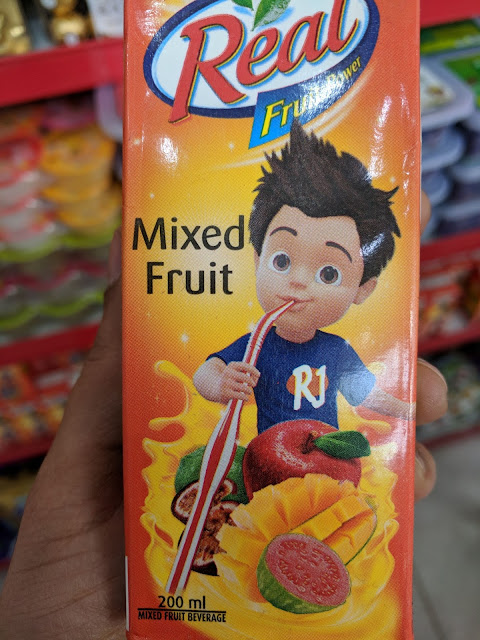 Real
Fruit Power
Mixed
Fruit
RJ
200 ml
MIXED FRUIT BEVERAGE